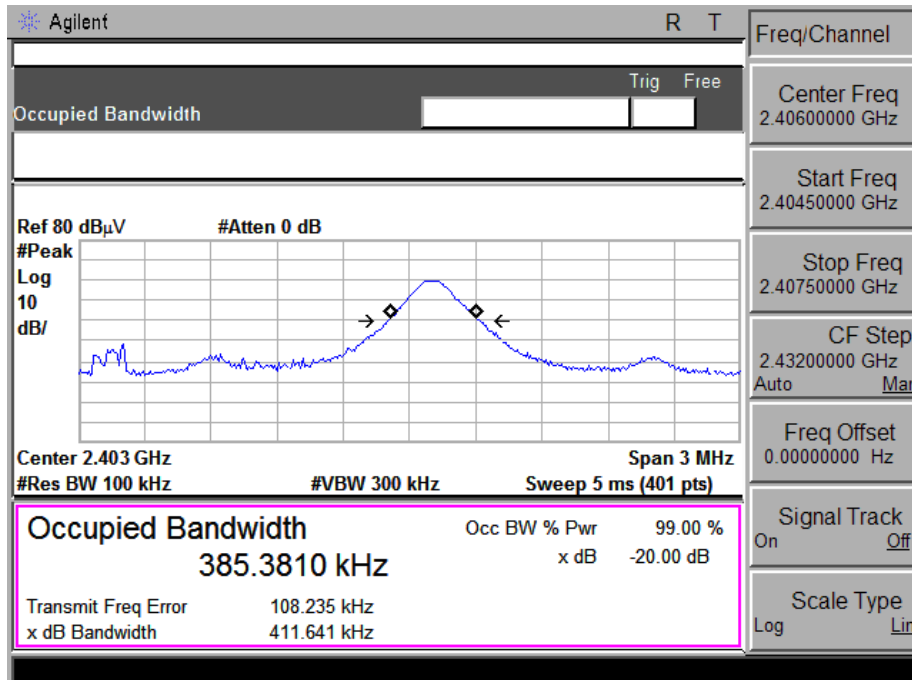 Agilent
R T
Trig Free
Occupied Bandwidth
Ref 80 dBµV
#Atten 0 dB
#Peak
Log
10
dB/
Center 2.403 GHz
Span 3 MHz
#Res BW 100 kHz
#VBW 300 kHz
Sweep 5 ms (401 pts)
Occupied Bandwidth
385.3810 kHz
Occ BW % Pwr 99.00 %
x dB -20.00 dB
Transmit Freq Error 108.235 kHz
x dB Bandwidth 411.641 kHz
Freq/Channel
Center Freq
2.40600000 GHz
Start Freq
2.40450000 GHz
Stop Freq
2.40750000 GHz
CF Step
2.43200000 GHz
Auto Man
Freq Offset
0.00000000 Hz
Signal Track
On Off
Scale Type
Log Lin